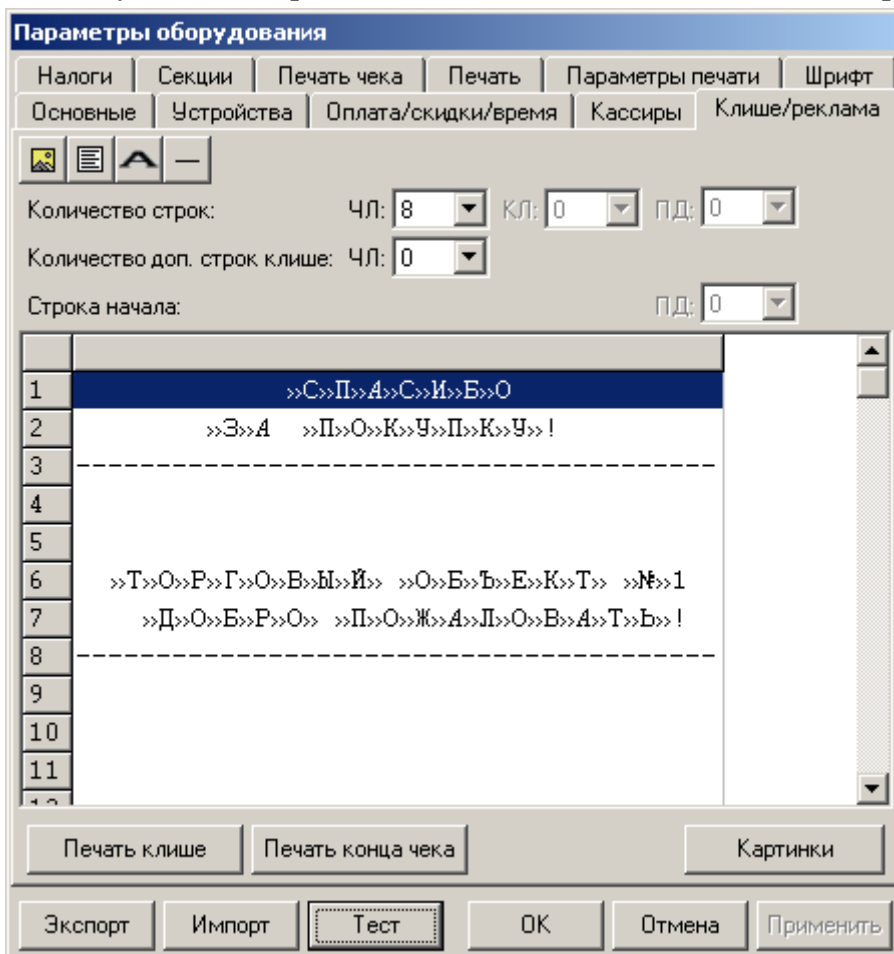 Параметры оборудования
Налоги Секции Печать чека Печать Параметры печати Шрифт
Основные Устройства Оплата/скидки/время Кассиры Клише/реклама
Количество строк: ЧЛ: 8 КЛ: 0 ПД: 0
Количество доп. строк клише: ЧЛ: 0
Строка начала: ПД: 0
1 »С»П»А»С»И»Б»О
2 »З»А »П»О»К»У»П»К»У»!
3 ----------------------------------------
4
5
6 »Т»О»Р»Г»О»В»Ы»Й» »О»Б»Ъ»Е»К»Т» »№»1
7 »Д»О»Б»Р»О» »П»О»Ж»А»Л»О»В»А»Т»Ь»!
8 ----------------------------------------
9
10
11
Печать клише Печать конца чека Картинки
Экспорт Импорт Тест OK Отмена Применить